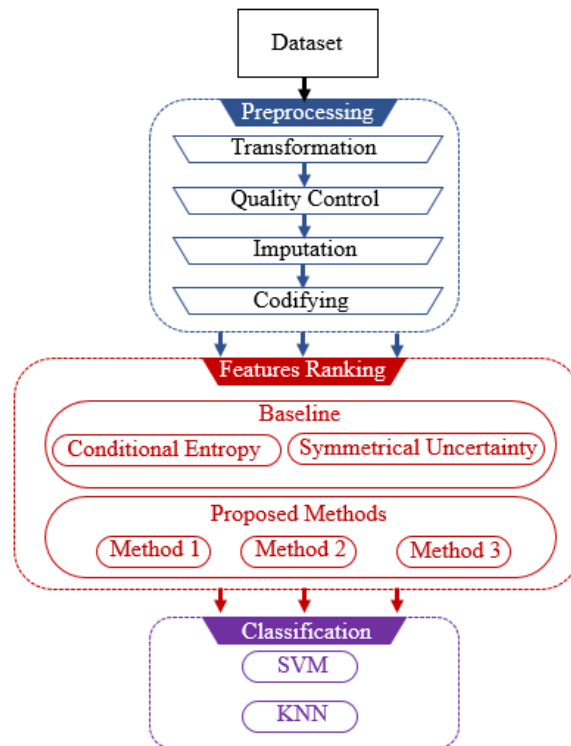 Dataset
Preprocessing
Transformation
Quality Control
Imputation
Codifying
Features Ranking
Baseline
Conditional Entropy
Symmetrical Uncertainty
Proposed Methods
Method 1
Method 2
Method 3
Classification
SVM
KNN